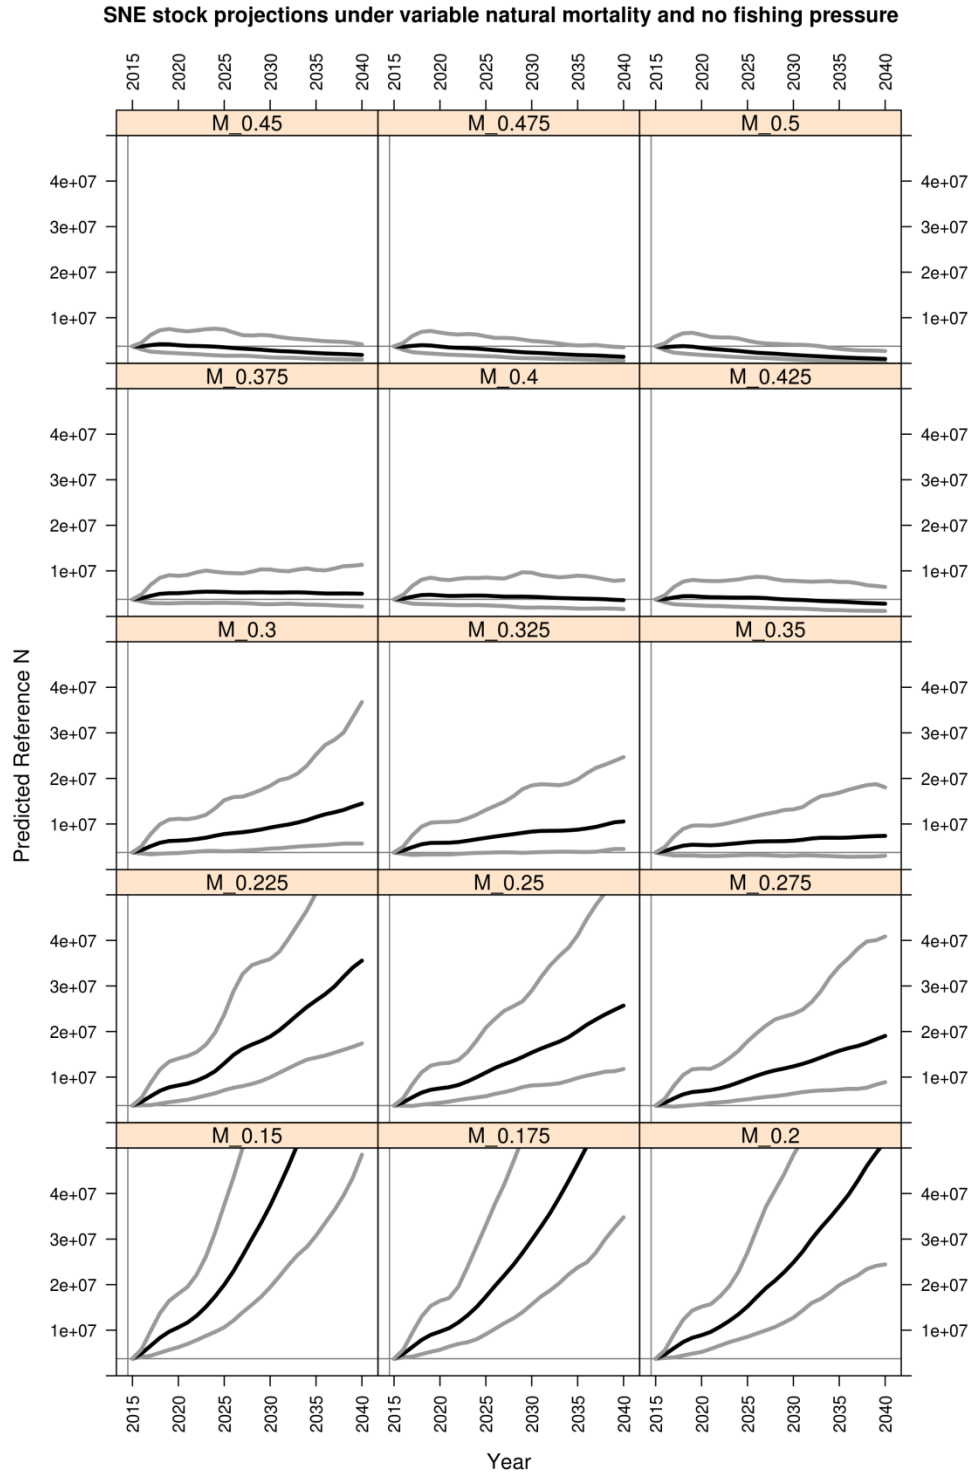 SNE stock projections under variable natural mortality and no fishing pressure
2015 2020 2025 2030 2035 2040 2015 2020 2025 2030 2035 2040 2015 2020 2025 2030 2035 2040
M_0.45 M_0.475 M_0.5
4e+07 4e+07
3e+07 3e+07
2e+07 2e+07
1e+07 1e+07
M_0.375 M_0.4 M_0.425
4e+07 4e+07
3e+07 3e+07
2e+07 2e+07
1e+07 1e+07
M_0.3 M_0.325 M_0.35
Predicted Reference N
4e+07 4e+07
3e+07 3e+07
2e+07 2e+07
1e+07 1e+07
M_0.225 M_0.25 M_0.275
4e+07 4e+07
3e+07 3e+07
2e+07 2e+07
1e+07 1e+07
M_0.15 M_0.175 M_0.2
4e+07 4e+07
3e+07 3e+07
2e+07 2e+07
1e+07 1e+07
2015 2020 2025 2030 2035 2040 2015 2020 2025 2030 2035 2040 2015 2020 2025 2030 2035 2040
Year